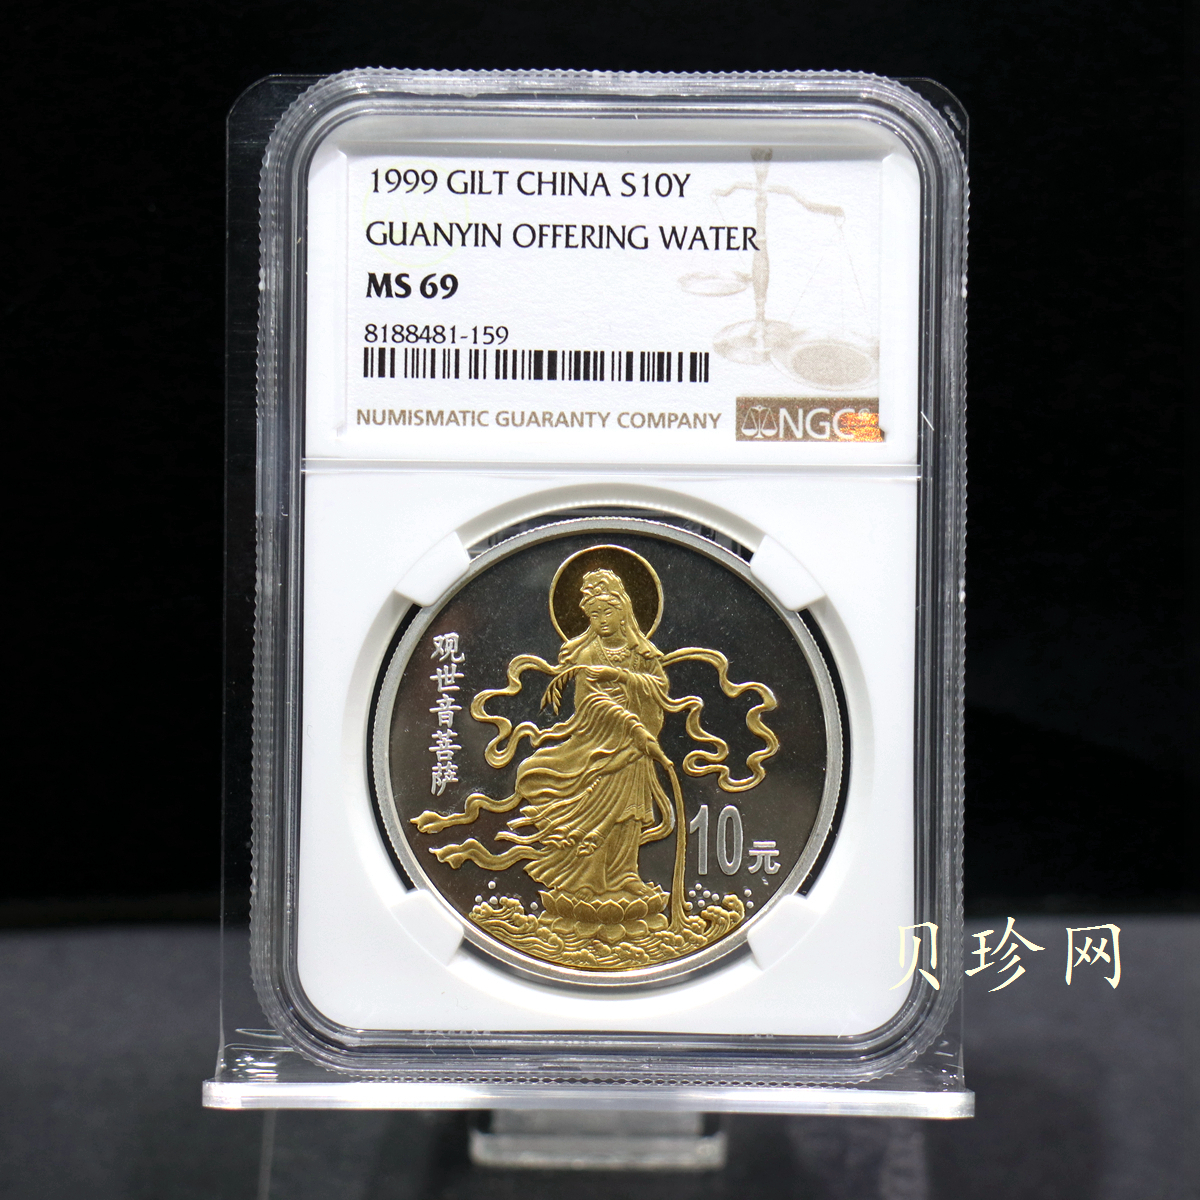 1999 GILT CHINA S10Y
GUANYIN OFFERING WATER
MS 69
8188481-159
NUMISMATIC GUARANTY COMPANY
NGC
观世音菩萨
10元
贝珍网